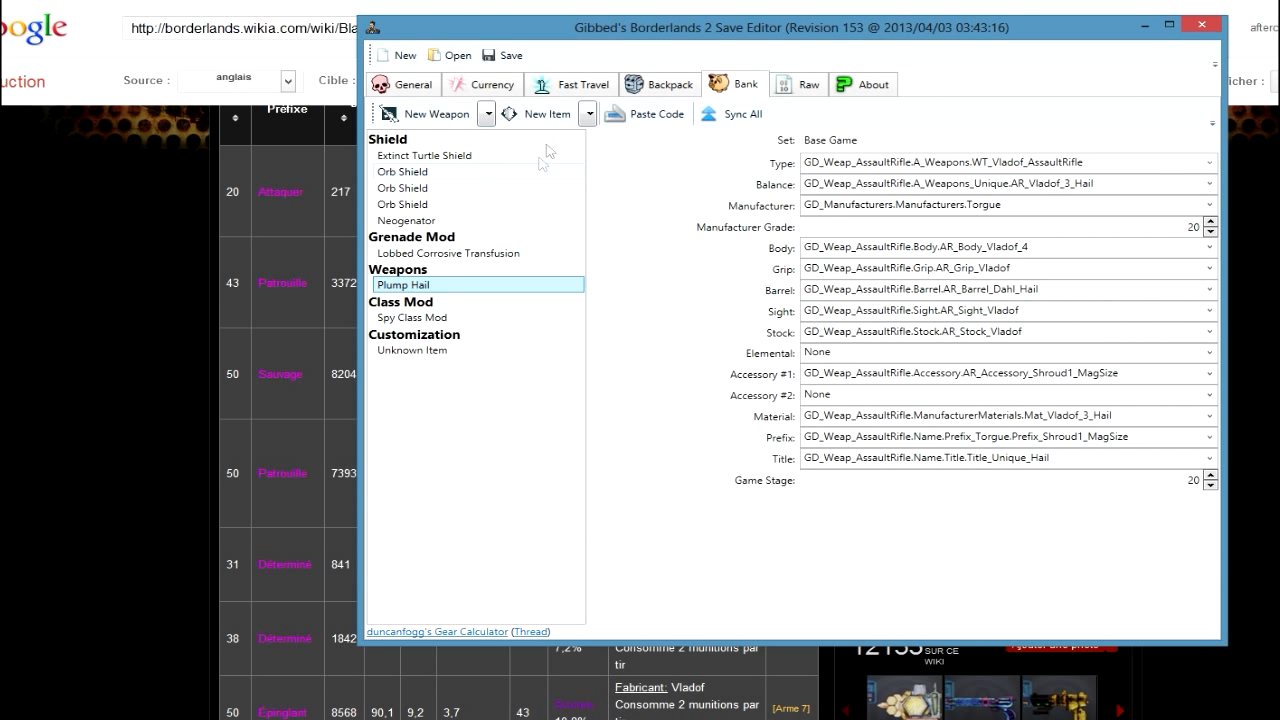 oogle
http://borderlands.wikia.com/wiki/Bla
Gibbed's Borderlands 2 Save Editor (Revision 153 @ 2013/04/03 03:43:16)
New Open Save
General Currency Fast Travel Backpack Bank Raw About
New Weapon New Item Paste Code Sync All
duction
Source : anglais Cible :
cher :
Préfixe
20 Attaquer 217
43 Patrouille 3372
50 Sauvage 8204
50 Patrouille 7393
31 Déterminé 841
38 Déterminé 1842
Shield
Extinct Turtle Shield
Orb Shield
Orb Shield
Orb Shield
Neogenator
Grenade Mod
Lobbed Corrosive Transfusion
Weapons
Plump Hail
Class Mod
Spy Class Mod
Customization
Unknown Item
Set: Base Game
Type: GD_Weap_AssaultRifle.A_Weapons.WT_Vladof_AssaultRifle
Balance: GD_Weap_AssaultRifle.A_Weapons_Unique.AR_Vladof_3_Hail
Manufacturer: GD_Manufacturers.Manufacturers.Torgue
Manufacturer Grade: 20
Body: GD_Weap_AssaultRifle.Body.AR_Body_Vladof_4
Grip: GD_Weap_AssaultRifle.Grip.AR_Grip_Vladof
Barrel: GD_Weap_AssaultRifle.Barrel.AR_Barrel_Dahl_Hail
Sight: GD_Weap_AssaultRifle.Sight.AR_Sight_Vladof
Stock: GD_Weap_AssaultRifle.Stock.AR_Stock_Vladof
Elemental: None
Accessory #1: GD_Weap_AssaultRifle.Accessory.AR_Accessory_Shroud1_MagSize
Accessory #2: None
Material: GD_Weap_AssaultRifle.ManufacturerMaterials.Mat_Vladof_3_Hail
Prefix: GD_Weap_AssaultRifle.Name.Prefix_Torgue.Prefix_Shroud1_MagSize
Title: GD_Weap_AssaultRifle.Name.Title.Title_Unique_Hail
Game Stage: 20
duncanfogg's Gear Calculator (Thread)
7,2% Consomme 2 munitions par
tir
SUR CE
WIKI
Fabricant: Vladof
Consomme 2 munitions par
50 Épinglant 8568 90,1 9,2 3,7 43 [Arme 7]